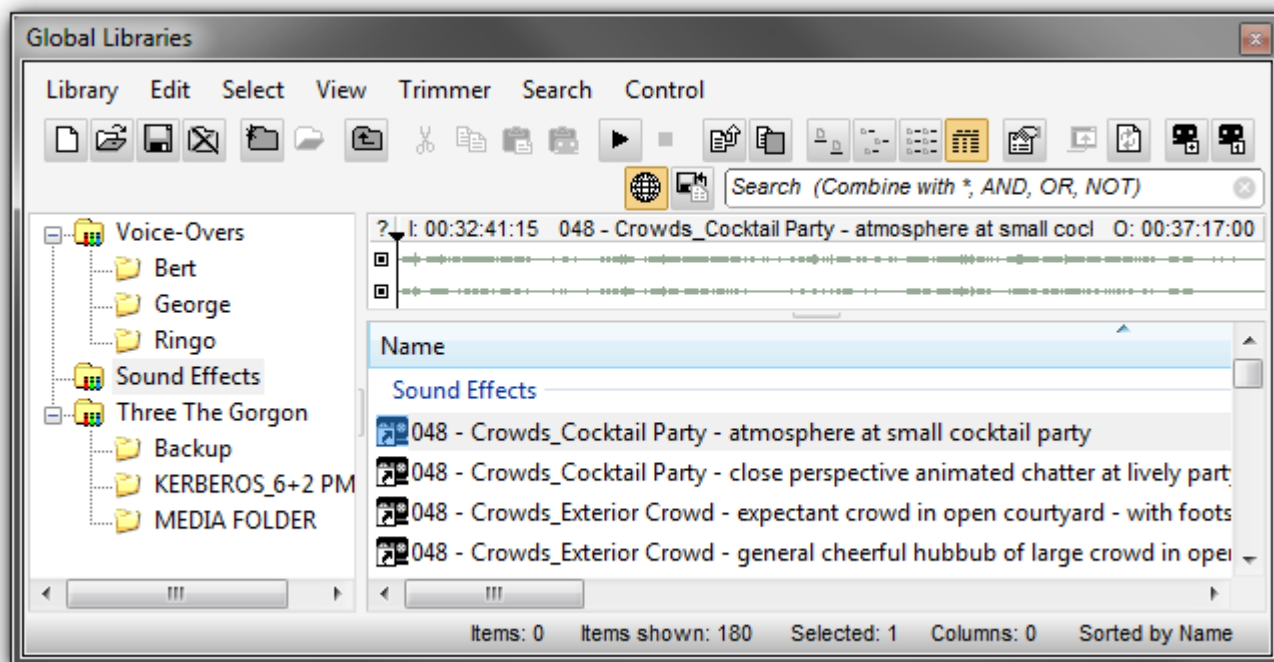 Global Libraries
Library Edit Select View Trimmer Search Control
Search (Combine with *, AND, OR, NOT)
Voice-Overs
Bert
George
Ringo
Sound Effects
Three The Gorgon
Backup
KERBEROS_6+2 PM
MEDIA FOLDER
? I: 00:32:41:15 048 - Crowds_Cocktail Party - atmosphere at small cocl O: 00:37:17:00
Name
Sound Effects
048 - Crowds_Cocktail Party - atmosphere at small cocktail party
048 - Crowds_Cocktail Party - close perspective animated chatter at lively part
048 - Crowds_Exterior Crowd - expectant crowd in open courtyard - with foots
048 - Crowds_Exterior Crowd - general cheerful hubbub of large crowd in oper
Items: 0 Items shown: 180 Selected: 1 Columns: 0 Sorted by Name